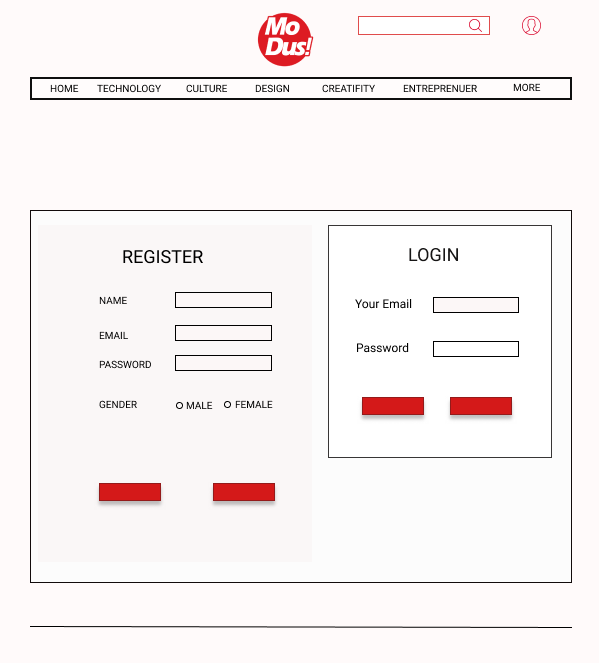 Mo
Dus!
HOME TECHNOLOGY CULTURE DESIGN CREATIFITY ENTREPRENUER MORE
REGISTER
NAME
EMAIL
PASSWORD
GENDER MALE FEMALE
LOGIN
Your Email
Password